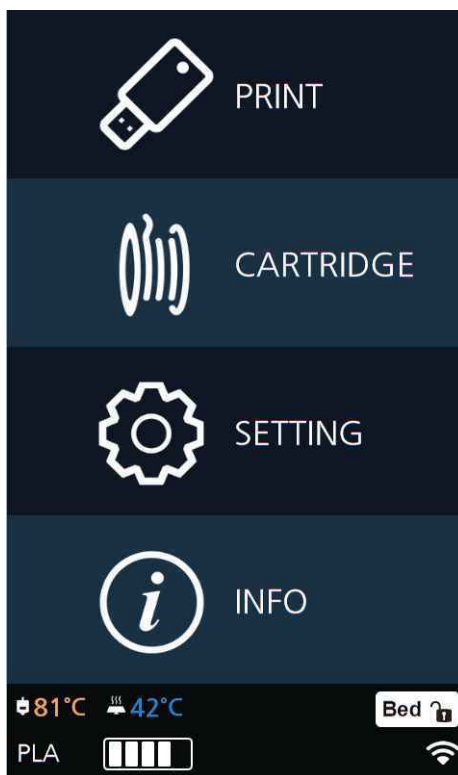 PRINT
CARTRIDGE
SETTING
INFO
81°C 42°C Bed
PLA